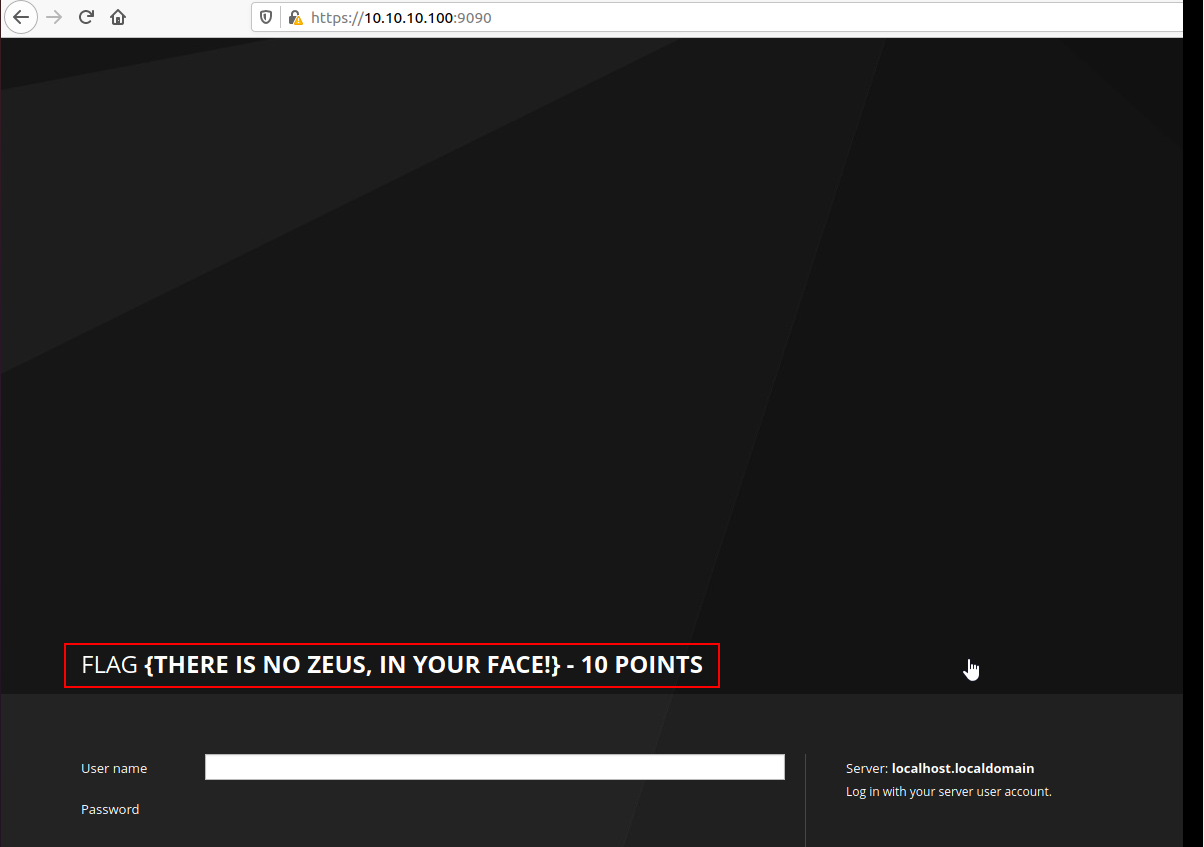 https://10.10.10.100:9090
FLAG {THERE IS NO ZEUS, IN YOUR FACE!} - 10 POINTS
User name
Server: localhost.localdomain
Log in with your server user account.
Password